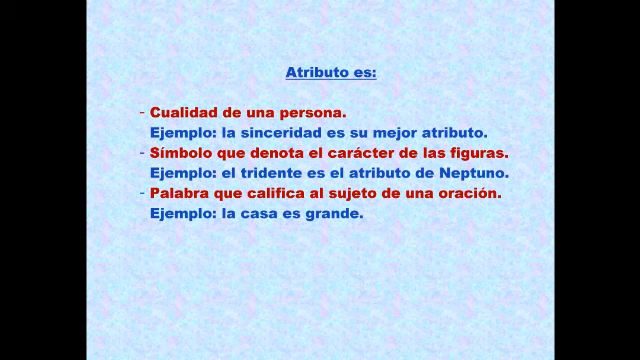 Atributo es:
- Cualidad de una persona.
Ejemplo: la sinceridad es su mejor atributo.
- Símbolo que denota el carácter de las figuras.
Ejemplo: el tridente es el atributo de Neptuno.
- Palabra que califica al sujeto de una oración.
Ejemplo: la casa es grande.